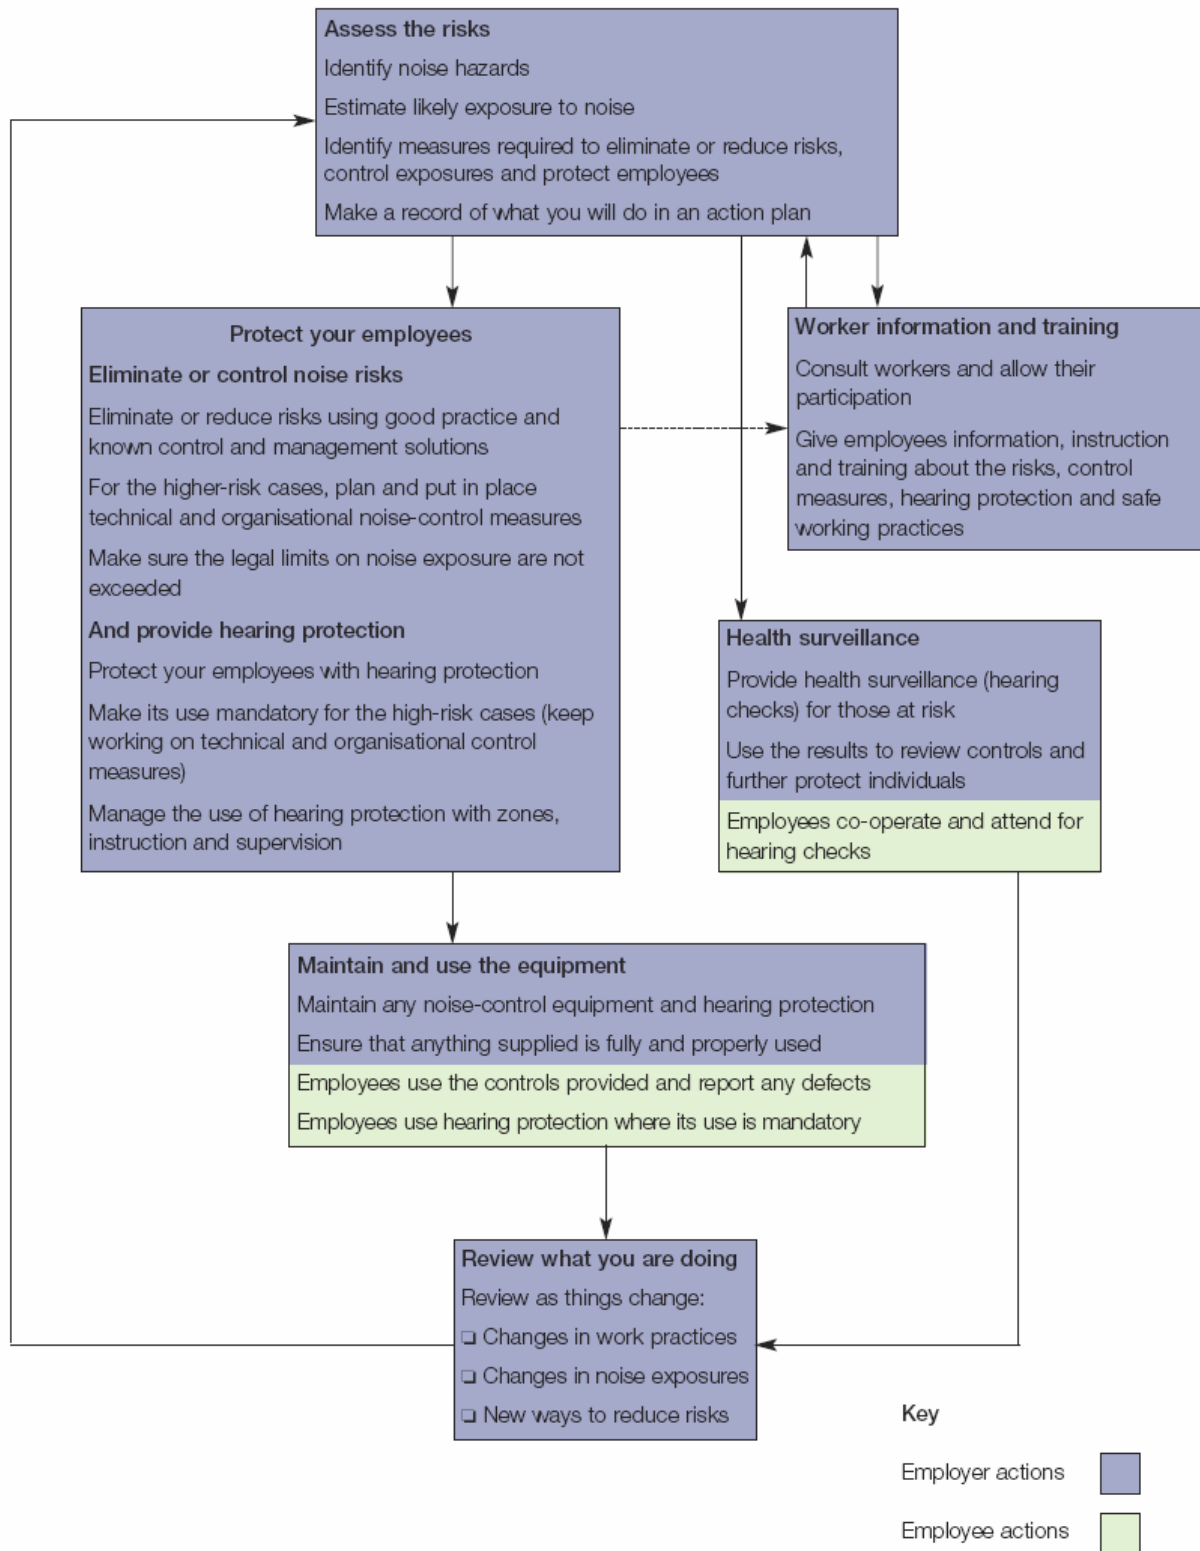 Assess the risks
Identify noise hazards
Estimate likely exposure to noise
Identify measures required to eliminate or reduce risks,
control exposures and protect employees
Make a record of what you will do in an action plan
Protect your employees
Eliminate or control noise risks
Eliminate or reduce risks using good practice and
known control and management solutions
For the higher-risk cases, plan and put in place
technical and organisational noise-control measures
Make sure the legal limits on noise exposure are not
exceeded
And provide hearing protection
Protect your employees with hearing protection
Make its use mandatory for the high-risk cases (keep
working on technical and organisational control
measures)
Manage the use of hearing protection with zones,
instruction and supervision
Worker information and training
Consult workers and allow their
participation
Give employees information, instruction
and training about the risks, control
measures, hearing protection and safe
working practices
Health surveillance
Provide health surveillance (hearing
checks) for those at risk
Use the results to review controls and
further protect individuals
Employees co-operate and attend for
hearing checks
Maintain and use the equipment
Maintain any noise-control equipment and hearing protection
Ensure that anything supplied is fully and properly used
Employees use the controls provided and report any defects
Employees use hearing protection where its use is mandatory
Review what you are doing
Review as things change:
❏ Changes in work practices
❏ Changes in noise exposures
❏ New ways to reduce risks
Key
Employer actions
Employee actions